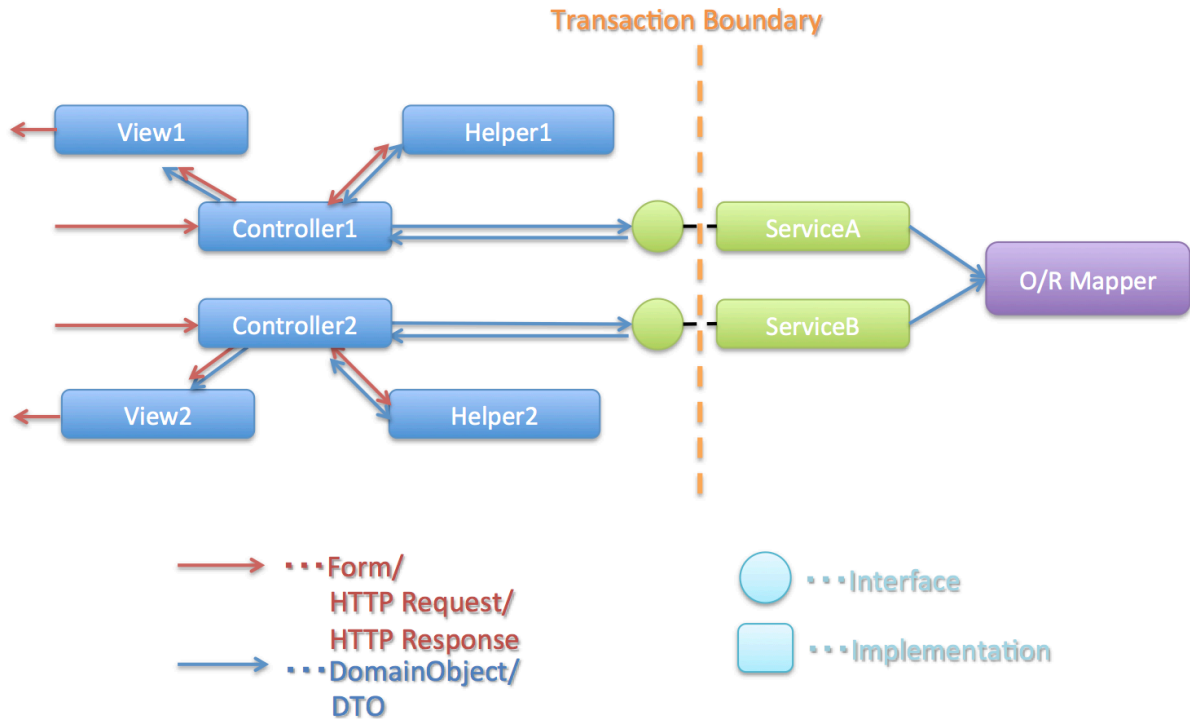 Transaction Boundary
View1
Helper1
Controller1
ServiceA
O/R Mapper
Controller2
ServiceB
View2
Helper2
･･･Form/
HTTP Request/
HTTP Response
･･･DomainObject/
DTO
･･･Interface
･･･Implementation